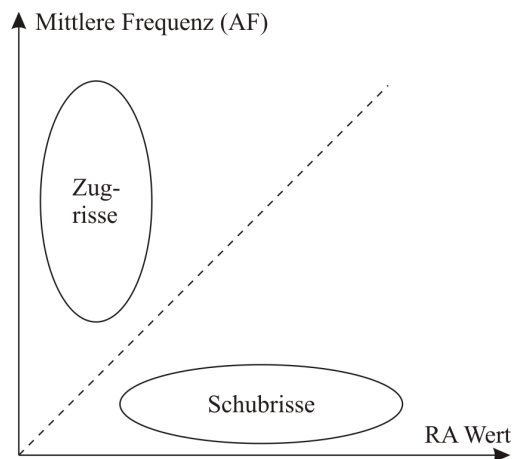 Mittlere Frequenz (AF)
Zug-
risse
Schubrisse
RA Wert